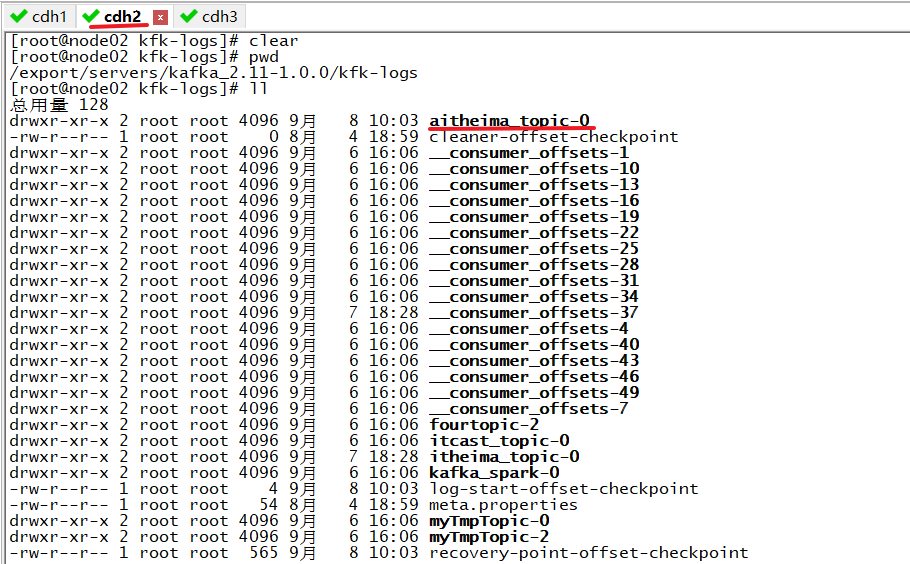 cdh1 cdh2 x cdh3
[root@node02 kfk-logs]# clear
[root@node02 kfk-logs]# pwd
/export/servers/kafka_2.11-1.0.0/kfk-logs
[root@node02 kfk-logs]# ll
总用量 128
drwxr-xr-x 2 root root 4096 9月   8 10:03 aitheima_topic-0
-rw-r--r-- 1 root root    0 8月   4 18:59 cleaner-offset-checkpoint
drwxr-xr-x 2 root root 4096 9月   6 16:06 __consumer_offsets-1
drwxr-xr-x 2 root root 4096 9月   6 16:06 __consumer_offsets-10
drwxr-xr-x 2 root root 4096 9月   6 16:06 __consumer_offsets-13
drwxr-xr-x 2 root root 4096 9月   6 16:06 __consumer_offsets-16
drwxr-xr-x 2 root root 4096 9月   6 16:06 __consumer_offsets-19
drwxr-xr-x 2 root root 4096 9月   6 16:06 __consumer_offsets-22
drwxr-xr-x 2 root root 4096 9月   6 16:06 __consumer_offsets-25
drwxr-xr-x 2 root root 4096 9月   6 16:06 __consumer_offsets-28
drwxr-xr-x 2 root root 4096 9月   6 16:06 __consumer_offsets-31
drwxr-xr-x 2 root root 4096 9月   6 16:06 __consumer_offsets-34
drwxr-xr-x 2 root root 4096 9月   7 18:28 __consumer_offsets-37
drwxr-xr-x 2 root root 4096 9月   6 16:06 __consumer_offsets-4
drwxr-xr-x 2 root root 4096 9月   6 16:06 __consumer_offsets-40
drwxr-xr-x 2 root root 4096 9月   6 16:06 __consumer_offsets-43
drwxr-xr-x 2 root root 4096 9月   6 16:06 __consumer_offsets-46
drwxr-xr-x 2 root root 4096 9月   6 16:06 __consumer_offsets-49
drwxr-xr-x 2 root root 4096 9月   6 16:06 __consumer_offsets-7
drwxr-xr-x 2 root root 4096 9月   6 16:06 fourtopic-2
drwxr-xr-x 2 root root 4096 9月   6 16:06 itcast_topic-0
drwxr-xr-x 2 root root 4096 9月   7 18:28 itheima_topic-0
drwxr-xr-x 2 root root 4096 9月   6 16:06 kafka_spark-0
-rw-r--r-- 1 root root    4 9月   8 10:03 log-start-offset-checkpoint
-rw-r--r-- 1 root root   54 8月   4 18:59 meta.properties
drwxr-xr-x 2 root root 4096 9月   6 16:06 myTmpTopic-0
drwxr-xr-x 2 root root 4096 9月   6 16:06 myTmpTopic-2
-rw-r--r-- 1 root root  565 9月   8 10:03 recovery-point-offset-checkpoint